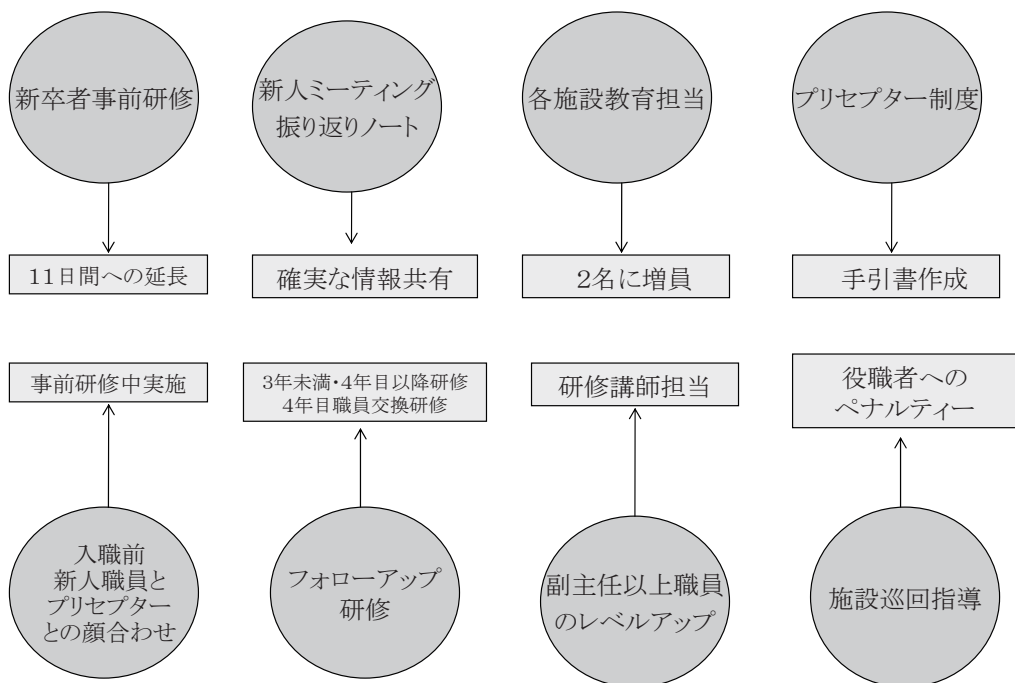 新卒者事前研修
新人ミーティング
振り返りノート
各施設教育担当
プリセプター制度
11日間への延長
確実な情報共有
2名に増員
手引書作成
事前研修中実施
3年未満・4年目以降研修
4年目職員交換研修
研修講師担当
役職者への
ペナルティー
入職前
新人職員と
プリセプター
との顔合わせ
フォローアップ
研修
副主任以上職員
のレベルアップ
施設巡回指導